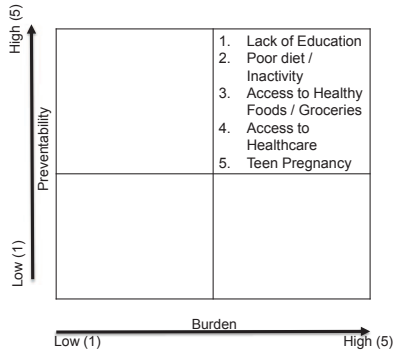 High (5)
Preventability
Low (1)
1. Lack of Education
2. Poor diet /
Inactivity
3. Access to Healthy
Foods / Groceries
4. Access to
Healthcare
5. Teen Pregnancy
Burden
Low (1)
High (5)